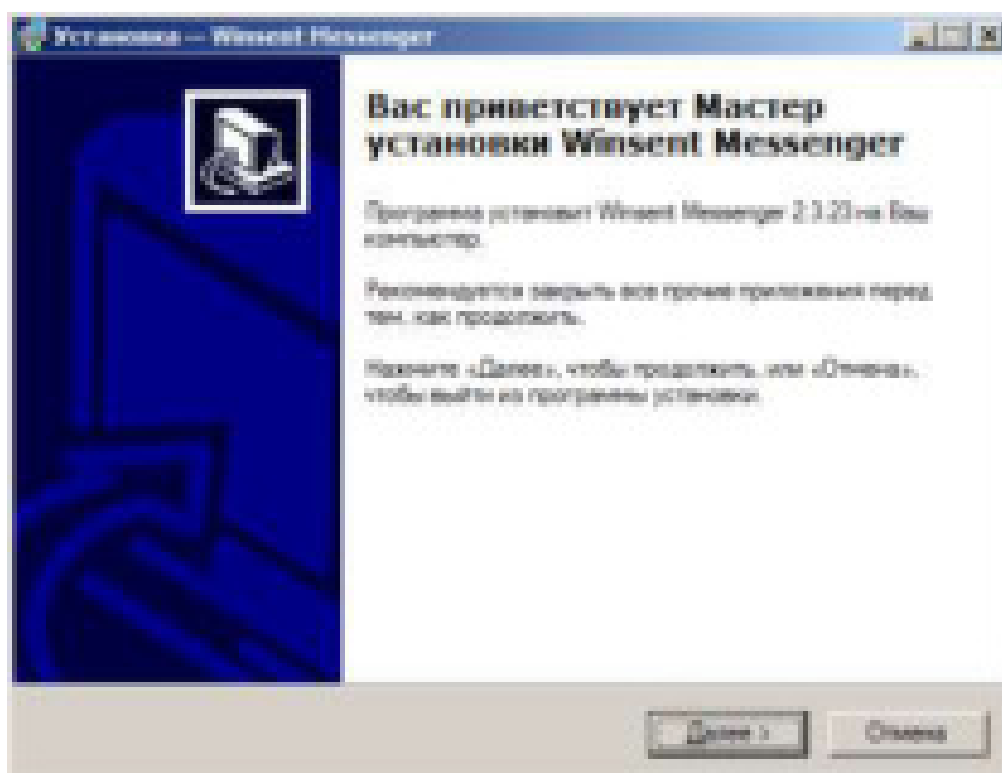 Установка — Winsent Messenger
Вас приветствует Мастер
установки Winsent Messenger
Программа установит Winsent Messenger 2.3.23 на Ваш
компьютер.
Рекомендуется закрыть все прочие приложения перед
тем, как продолжить.
Нажмите «Далее», чтобы продолжить, или «Отмена»,
чтобы выйти из программы установки.
Далее >
Отмена